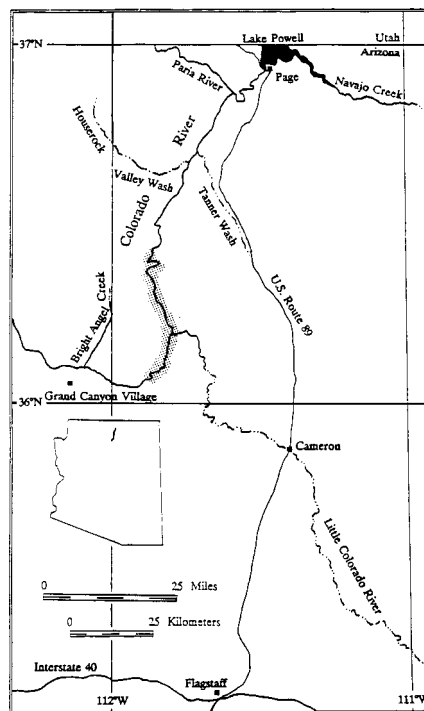 Lake Powell
Utah
37°N
Arizona
Paria River
Page
Navajo Creek
Houserock
River
Valley Wash
Colorado
Tanner Wash
Bright Angel Creek
U.S. Route 89
36°N
Grand Canyon Village
Cameron
Little Colorado River
0 25 Miles
0 25 Kilometers
Interstate 40
Flagstaff
112°W
111°W